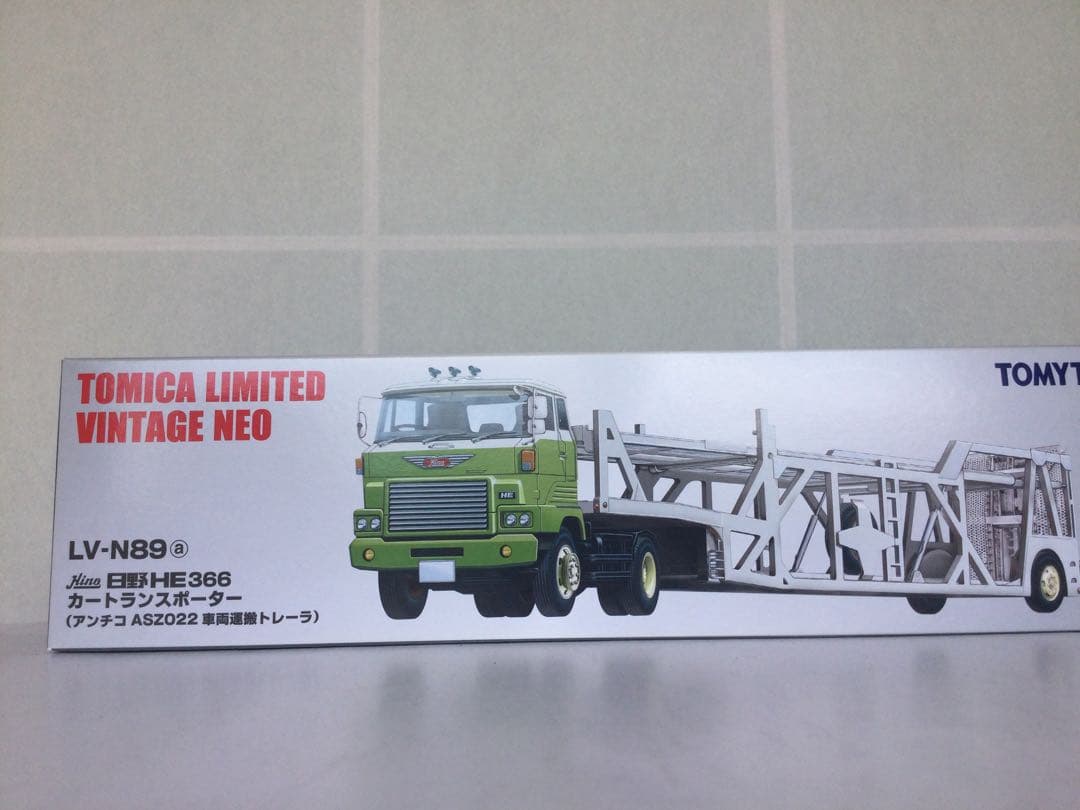 TOMICA LIMITED
VINTAGE NEO
TOMYT
LV-N89ⓐ
Hino 日野HE366
カートランスポーター
(アンチコ ASZ022 車両運搬トレーラ)
Hino